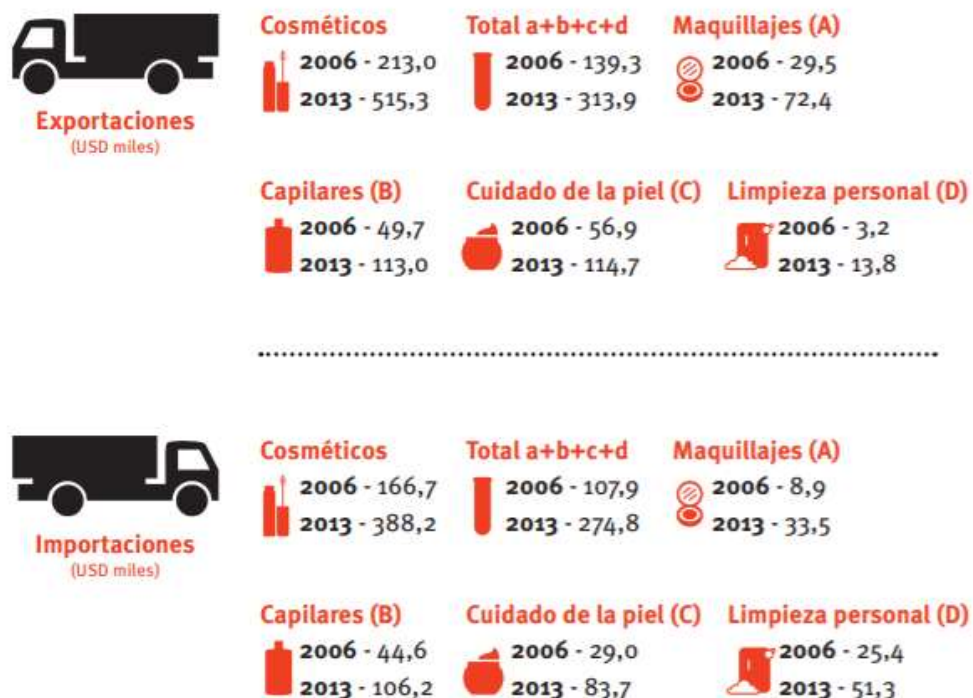 Exportaciones
(USD miles)
Cosméticos
2006 - 213,0
2013 - 515,3
Total a+b+c+d
2006 - 139,3
2013 - 313,9
Maquillajes (A)
2006 - 29,5
2013 - 72,4
Capilares (B)
2006 - 49,7
2013 - 113,0
Cuidado de la piel (C)
2006 - 56,9
2013 - 114,7
Limpieza personal (D)
2006 - 3,2
2013 - 13,8
Importaciones
(USD miles)
Cosméticos
2006 - 166,7
2013 - 388,2
Total a+b+c+d
2006 - 107,9
2013 - 274,8
Maquillajes (A)
2006 - 8,9
2013 - 33,5
Capilares (B)
2006 - 44,6
2013 - 106,2
Cuidado de la piel (C)
2006 - 29,0
2013 - 83,7
Limpieza personal (D)
2006 - 25,4
2013 - 51,3